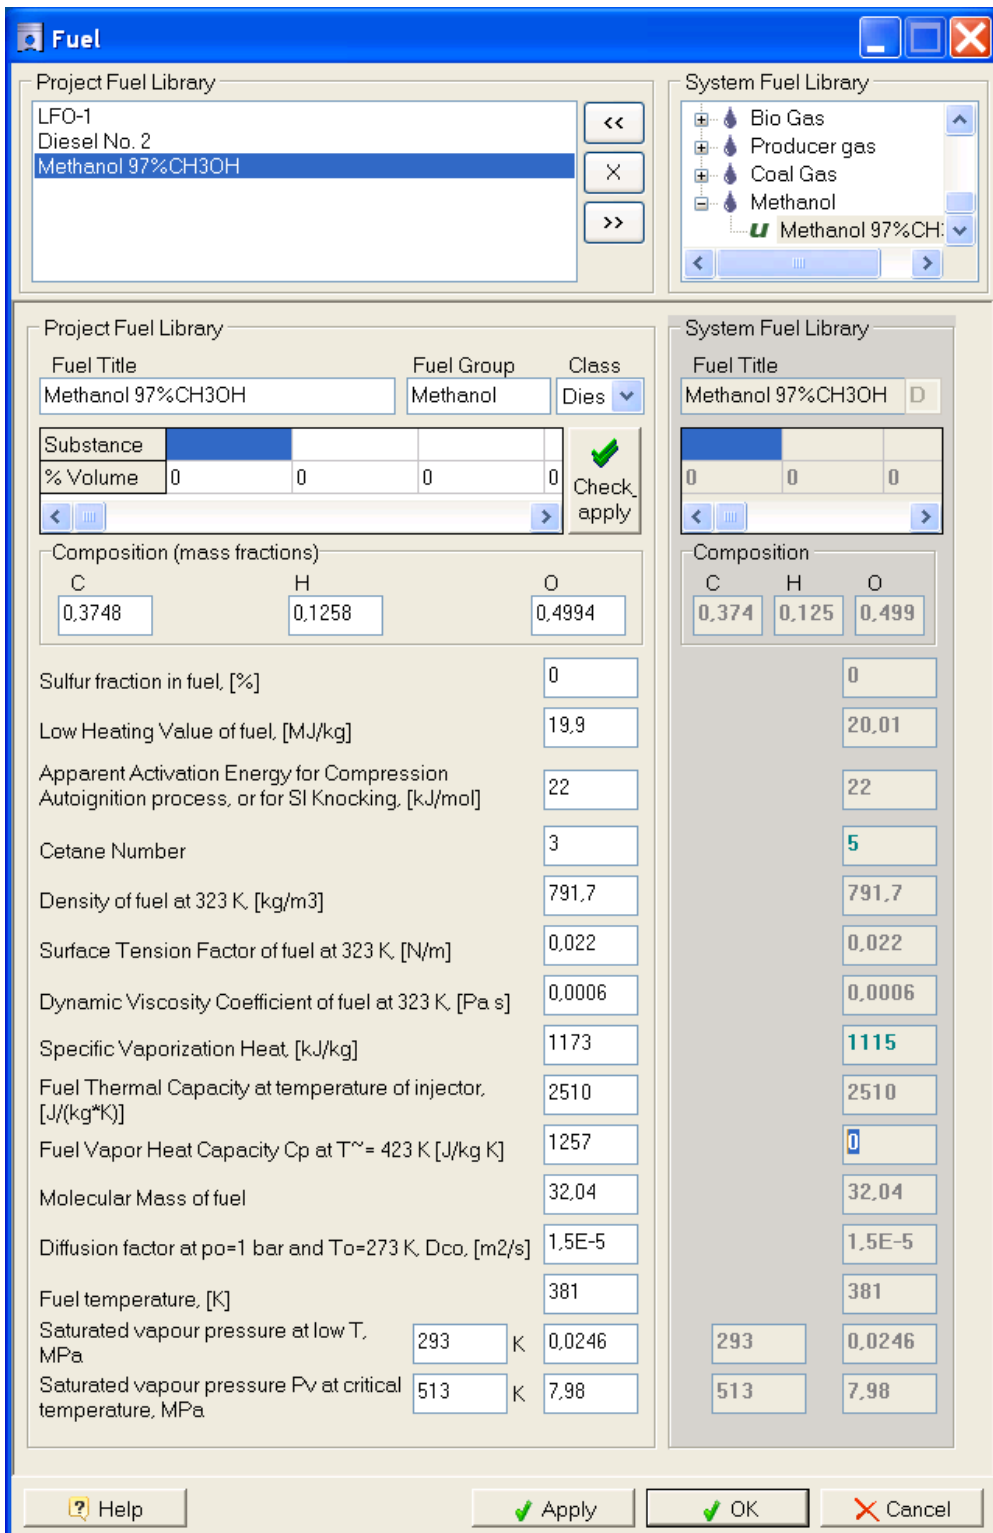 Fuel
Project Fuel Library
LFO-1
Diesel No. 2
Methanol 97%CH3OH
<<
X
>>
System Fuel Library
Bio Gas
Producer gas
Coal Gas
Methanol
u Methanol 97%CH
Project Fuel Library
Fuel Title Fuel Group Class
Methanol 97%CH3OH Methanol Dies
Substance
% Volume 0 0 0 0
Check_
apply
Composition (mass fractions)
C H O
0,3748 0,1258 0,4994
System Fuel Library
Fuel Title
Methanol 97%CH3OH D
0 0 0
Composition
C H O
0,374 0,125 0,499
Sulfur fraction in fuel, [%] 0 0
Low Heating Value of fuel, [MJ/kg] 19,9 20,01
Apparent Activation Energy for Compression
Autoignition process, or for SI Knocking, [kJ/mol] 22 22
Cetane Number 3 5
Density of fuel at 323 K, [kg/m3] 791,7 791,7
Surface Tension Factor of fuel at 323 K, [N/m] 0,022 0,022
Dynamic Viscosity Coefficient of fuel at 323 K, [Pa s] 0,0006 0,0006
Specific Vaporization Heat, [kJ/kg] 1173 1115
Fuel Thermal Capacity at temperature of injector,
[J/(kg*K)] 2510 2510
Fuel Vapor Heat Capacity Cp at T~= 423 K [J/kg K] 1257 0
Molecular Mass of fuel 32,04 32,04
Diffusion factor at po=1 bar and To=273 K, Dco, [m2/s] 1,5E-5 1,5E-5
Fuel temperature, [K] 381 381
Saturated vapour pressure at low T,
MPa 293 K 0,0246 293 0,0246
Saturated vapour pressure Pv at critical
temperature, MPa 513 K 7,98 513 7,98
Help Apply OK Cancel